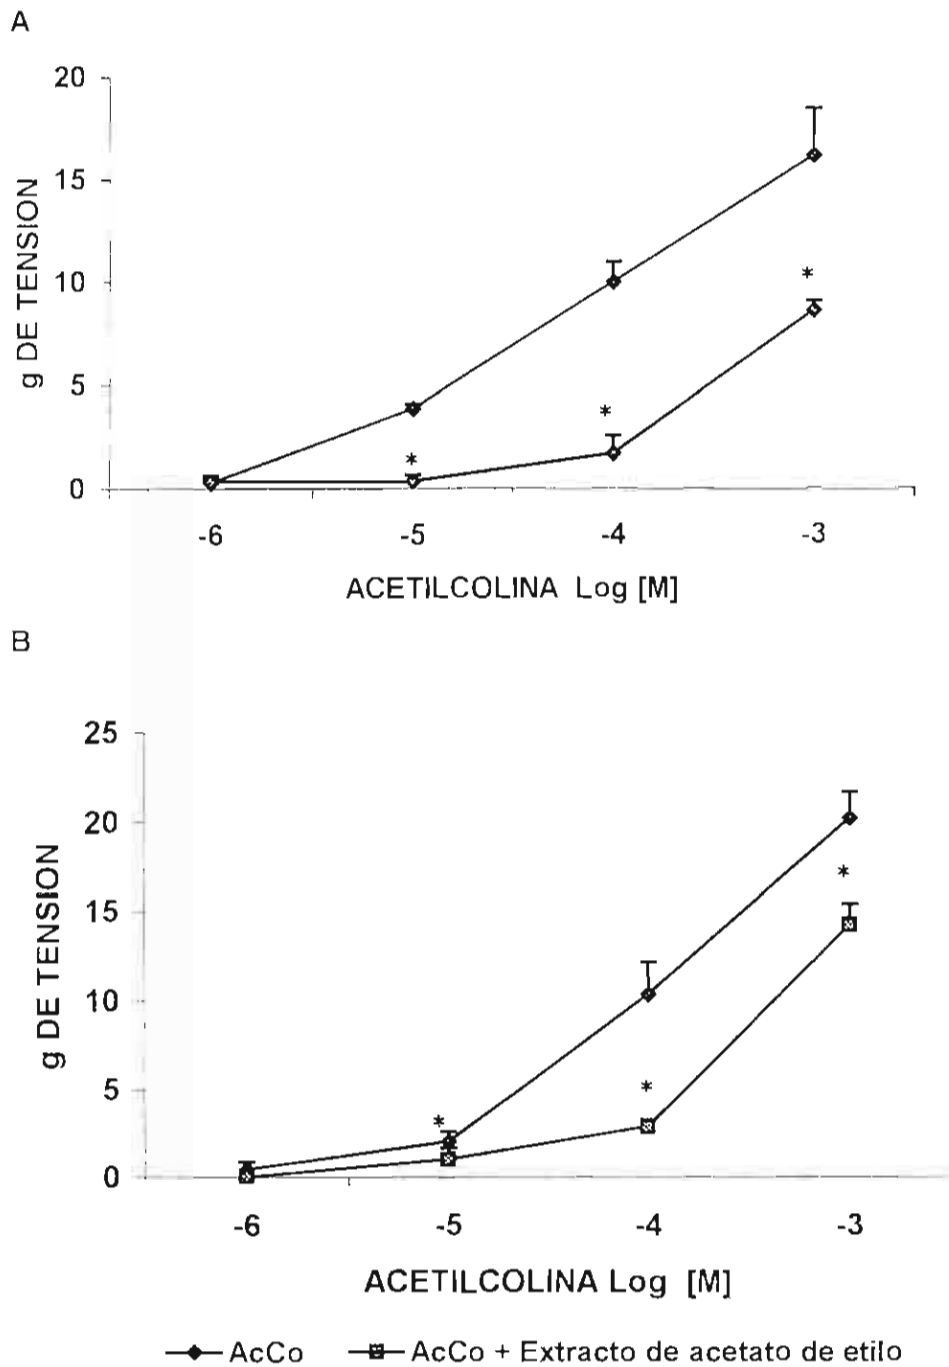 A
20
15
10
5
0
g DE TENSION
*
*
*
-6 -5 -4 -3
ACETILCOLINA Log [M]
B
25
20
15
10
5
0
g DE TENSION
*
*
*
-6 -5 -4 -3
ACETILCOLINA Log [M]
AcCo AcCo + Extracto de acetato de etilo